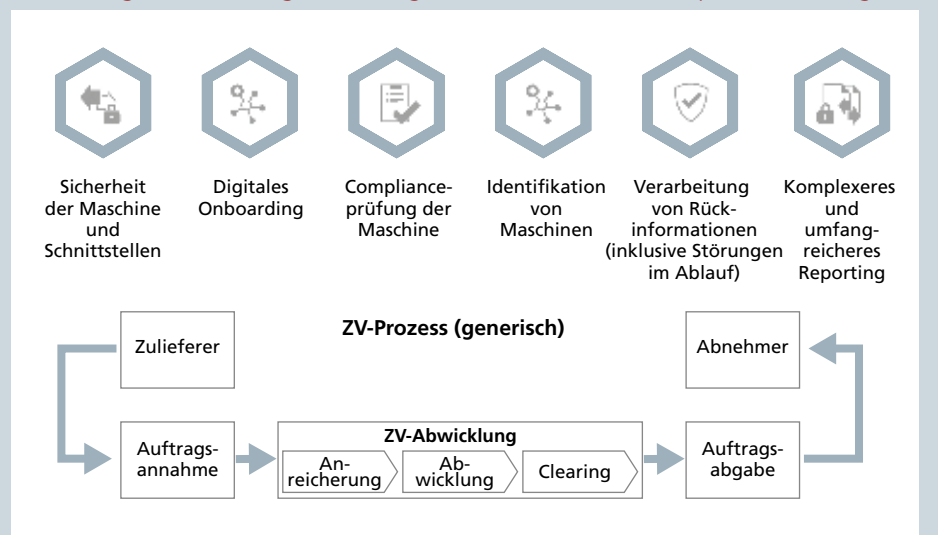 Sicherheit
der Maschine
und
Schnittstellen
Digitales
Onboarding
Compliance-
prüfung der
Maschine
Identifikation
von
Maschinen
Verarbeitung
von Rück-
informationen
(inklusive Störungen
im Ablauf)
Komplexeres
und
umfang-
reicheres
Reporting
ZV-Prozess (generisch)
Zulieferer
Abnehmer
Auftrags-
annahme
ZV-Abwicklung
An-
reicherung
Ab-
wicklung
Clearing
Auftrags-
abgabe